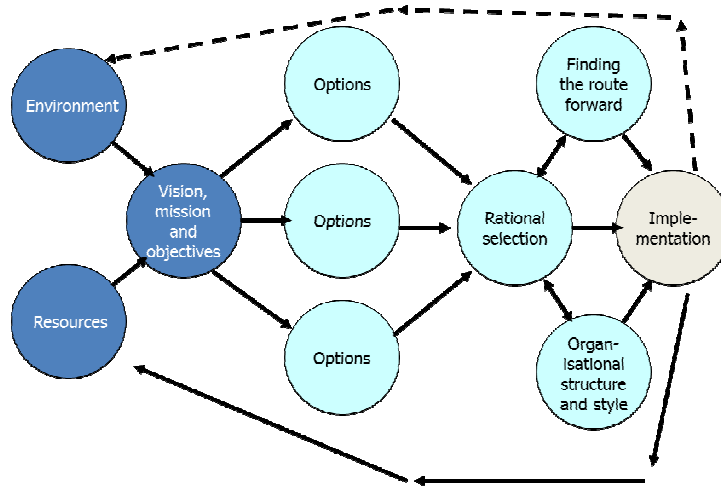 Environment
Resources
Vision,
mission
and
objectives
Options
Options
Options
Rational
selection
Finding
the route
forward
Organ-
isational
structure
and style
Imple-
mentation